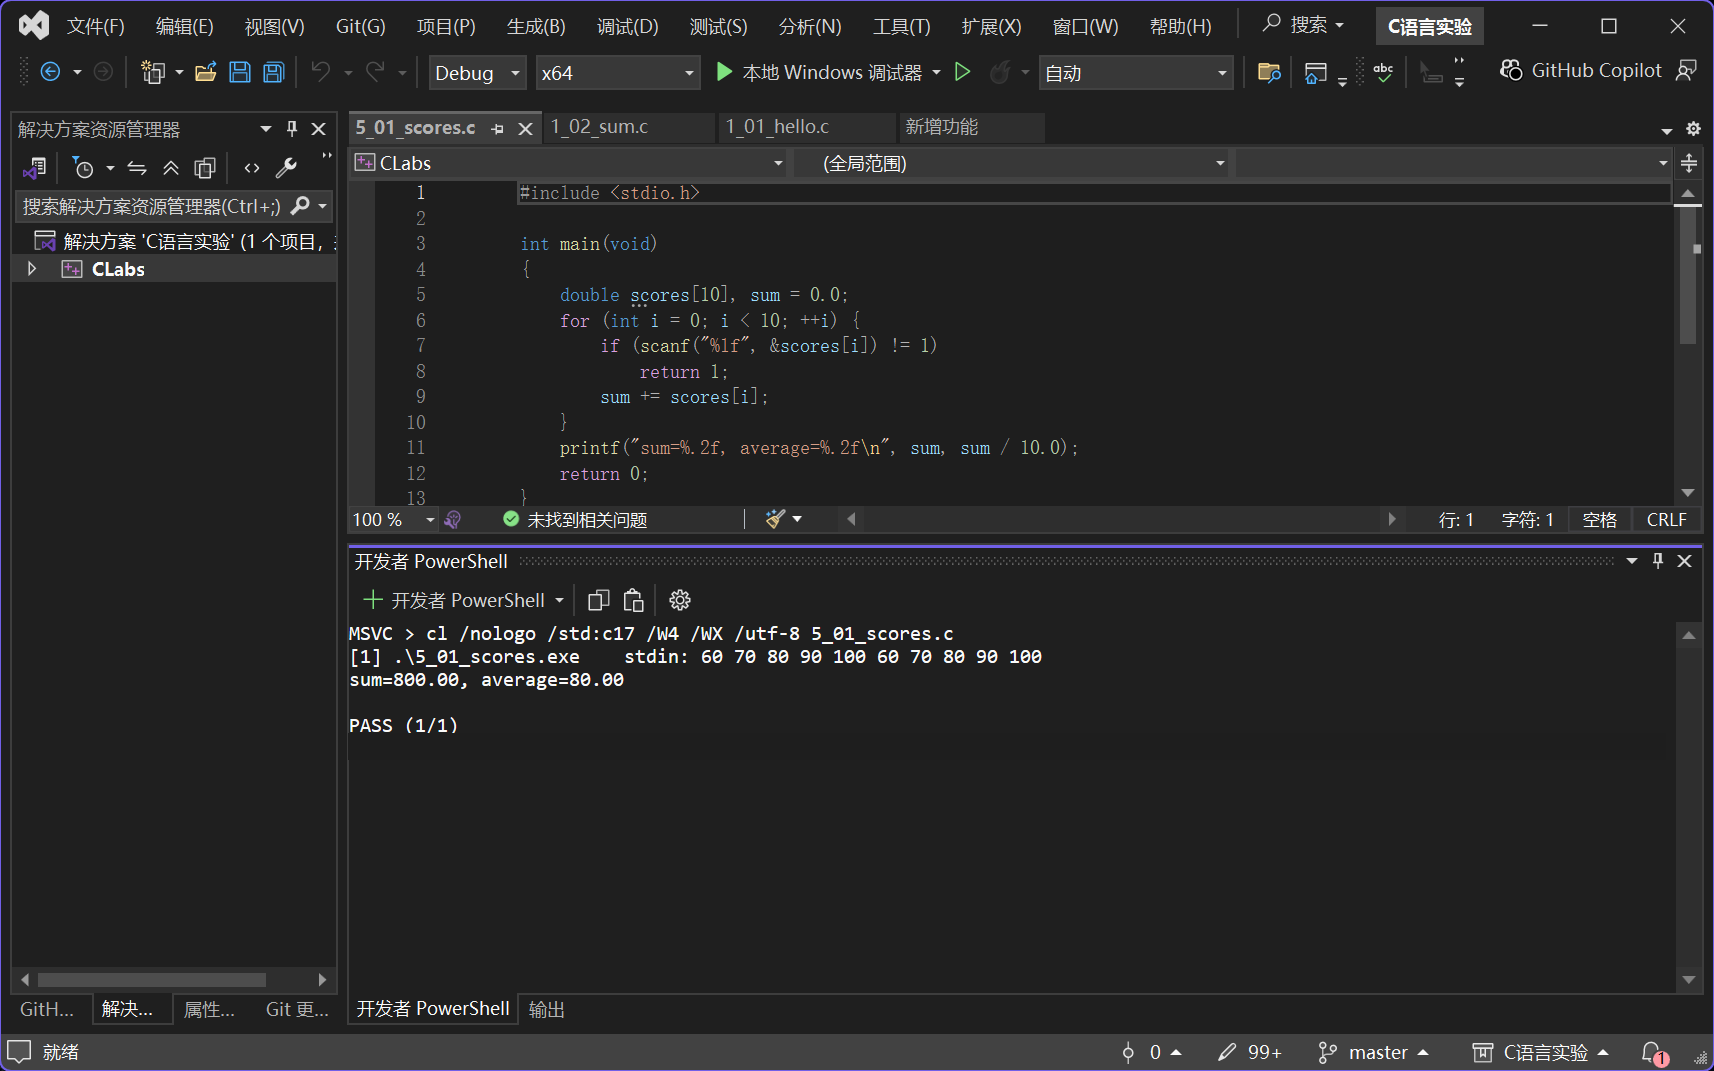 文件(F) 编辑(E) 视图(V) Git(G) 项目(P) 生成(B) 调试(D) 测试(S) 分析(N) 工具(T) 扩展(X) 窗口(W) 帮助(H) 搜索 C语言实验
Debug x64 本地 Windows 调试器 自动 abc GitHub Copilot
解决方案资源管理器
搜索解决方案资源管理器(Ctrl+;)
解决方案 'C语言实验' (1 个项目,
CLabs
5_01_scores.c 1_02_sum.c 1_01_hello.c 新增功能
CLabs (全局范围)
1 #include <stdio.h>
2
3 int main(void)
4 {
5 double scores[10], sum = 0.0;
6 for (int i = 0; i < 10; ++i) {
7 if (scanf("%lf", &scores[i]) != 1)
8 return 1;
9 sum += scores[i];
10 }
11 printf("sum=%.2f, average=%.2f\n", sum, sum / 10.0);
12 return 0;
13 }
100 % 未找到相关问题 行: 1 字符: 1 空格 CRLF
开发者 PowerShell
开发者 PowerShell
MSVC > cl /nologo /std:c17 /W4 /WX /utf-8 5_01_scores.c
[1] .\5_01_scores.exe stdin: 60 70 80 90 100 60 70 80 90 100
sum=800.00, average=80.00
PASS (1/1)
GitH... 解决... 属性... Git 更... 开发者 PowerShell 输出
就绪 0 99+ master C语言实验 1